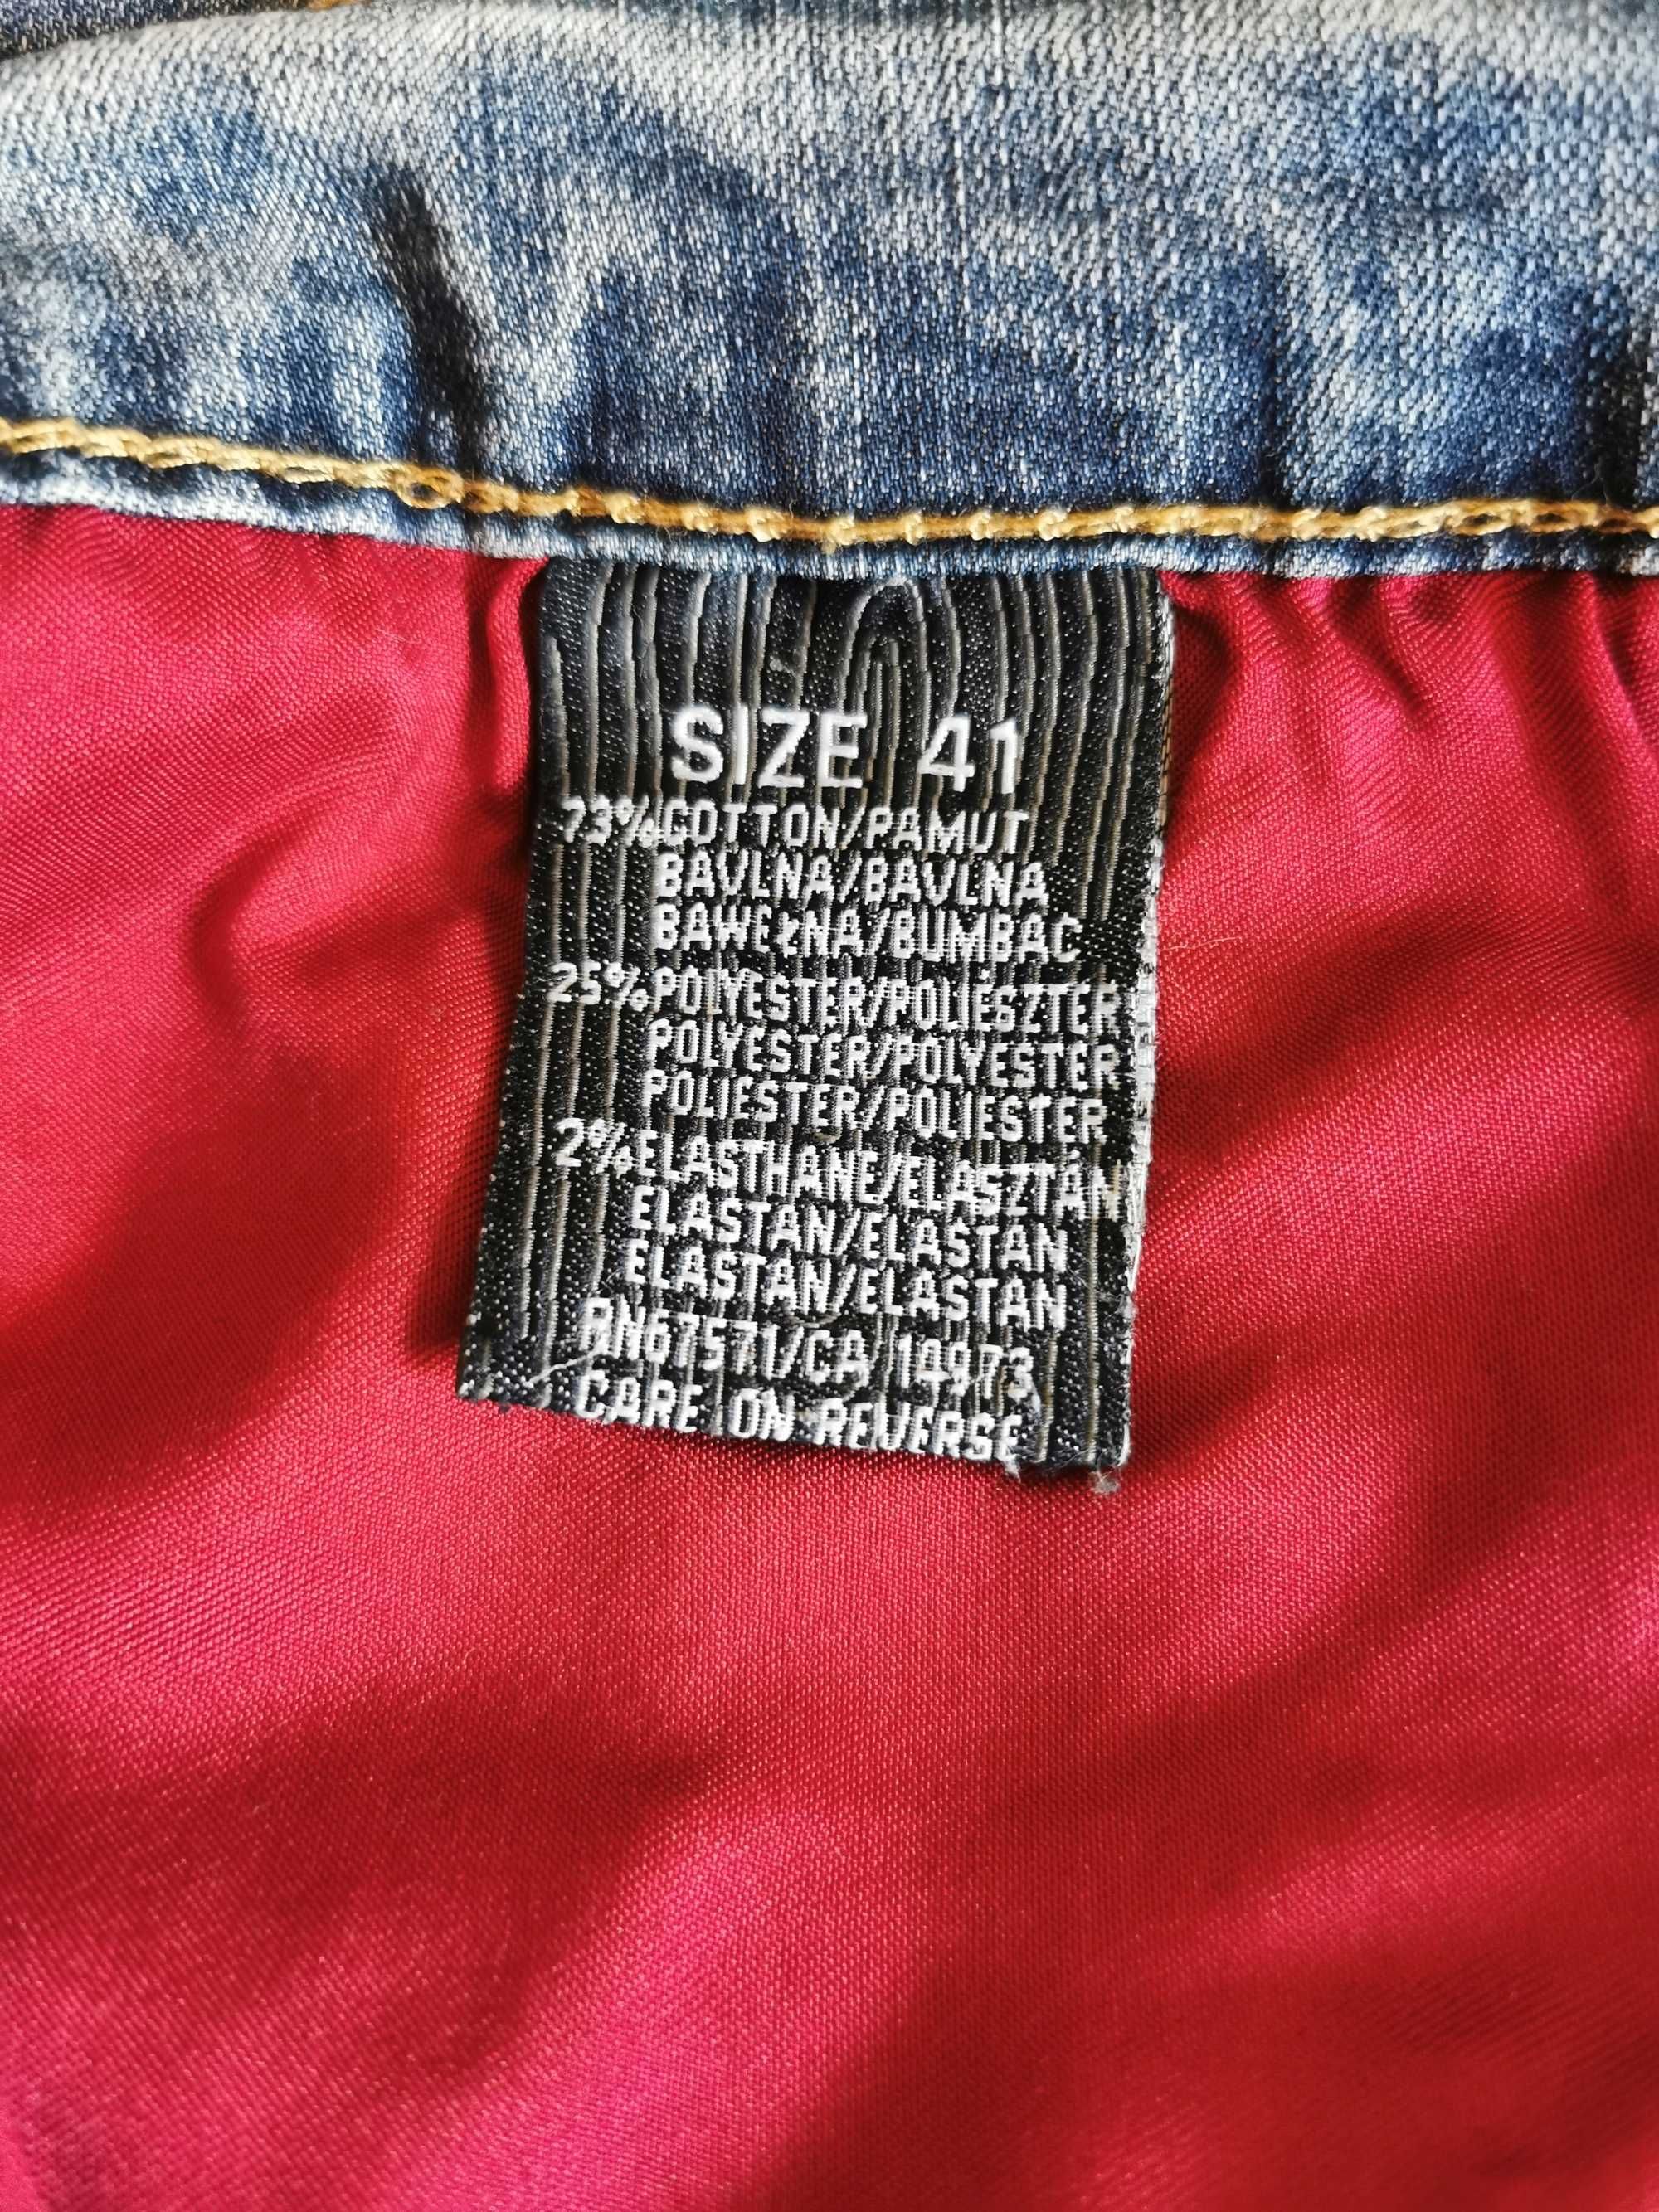 SIZE 41
73% COTTON/PAMUT
BAVLNA/BAVLNA
BAWEŁNA/BUMBAC
25% POLYESTER/POLIÉSZTER
POLYESTER/POLYESTER
POLIESTER/POLIESTER
2% ELASTHANE/ELASZTÁN
ELASTAN/ELASTAN
ELASTAN/ELASTAN
RN67571/CA 14973
CARE ON REVERSE